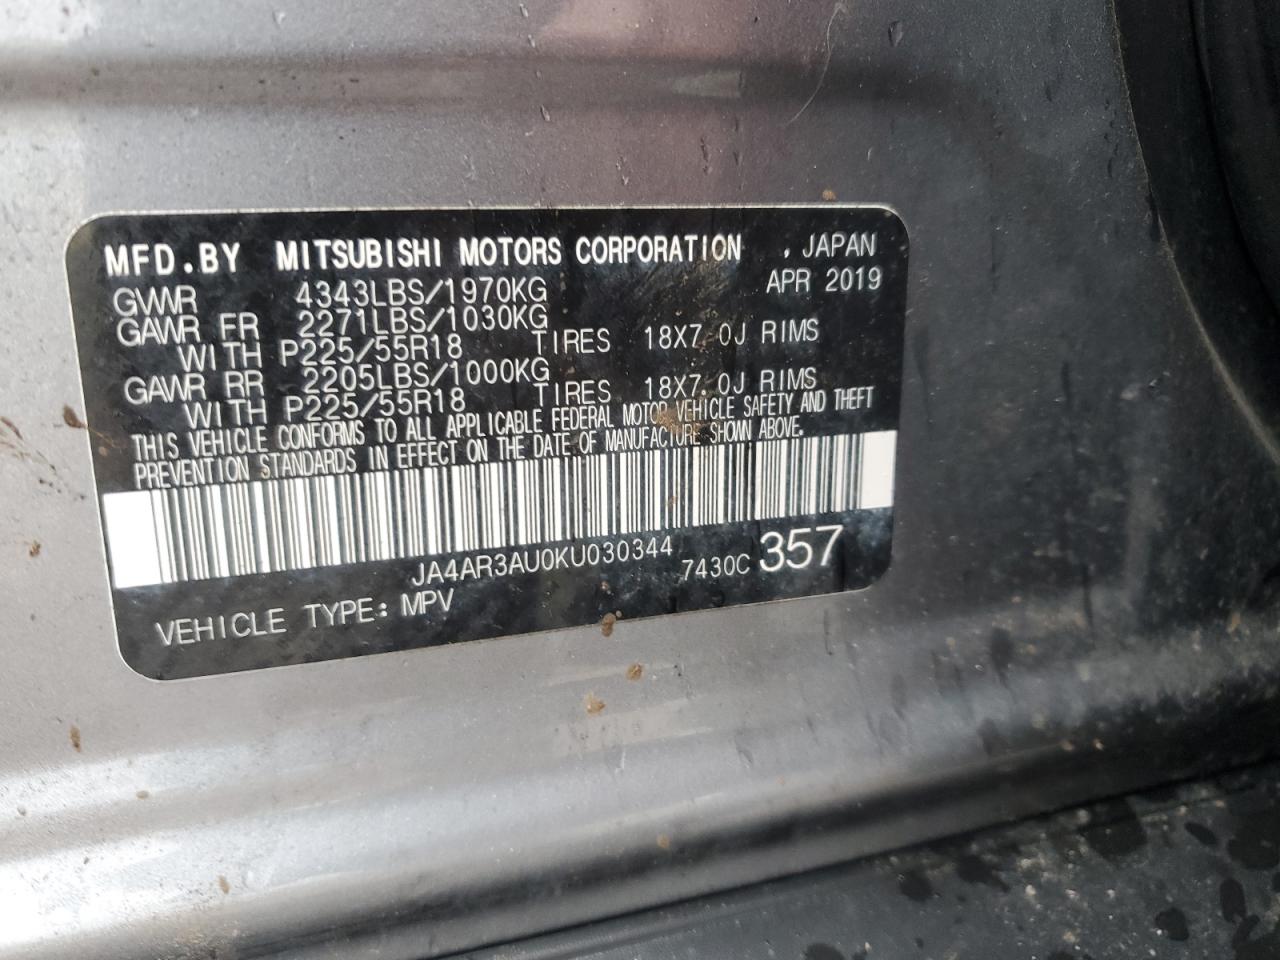 MFD.BY MITSUBISHI MOTORS CORPORATION , JAPAN
GVWR 4343LBS/1970KG APR 2019
GAWR FR 2271LBS/1030KG
WITH P225/55R18 TIRES 18X7.0J RIMS
GAWR RR 2205LBS/1000KG
WITH P225/55R18 TIRES 18X7.0J RIMS
THIS VEHICLE CONFORMS TO ALL APPLICABLE FEDERAL MOTOR VEHICLE SAFETY AND THEFT
PREVENTION STANDARDS IN EFFECT ON THE DATE OF MANUFACTURE SHOWN ABOVE.
JA4AR3AU0KU030344 7430C 357
VEHICLE TYPE: MPV